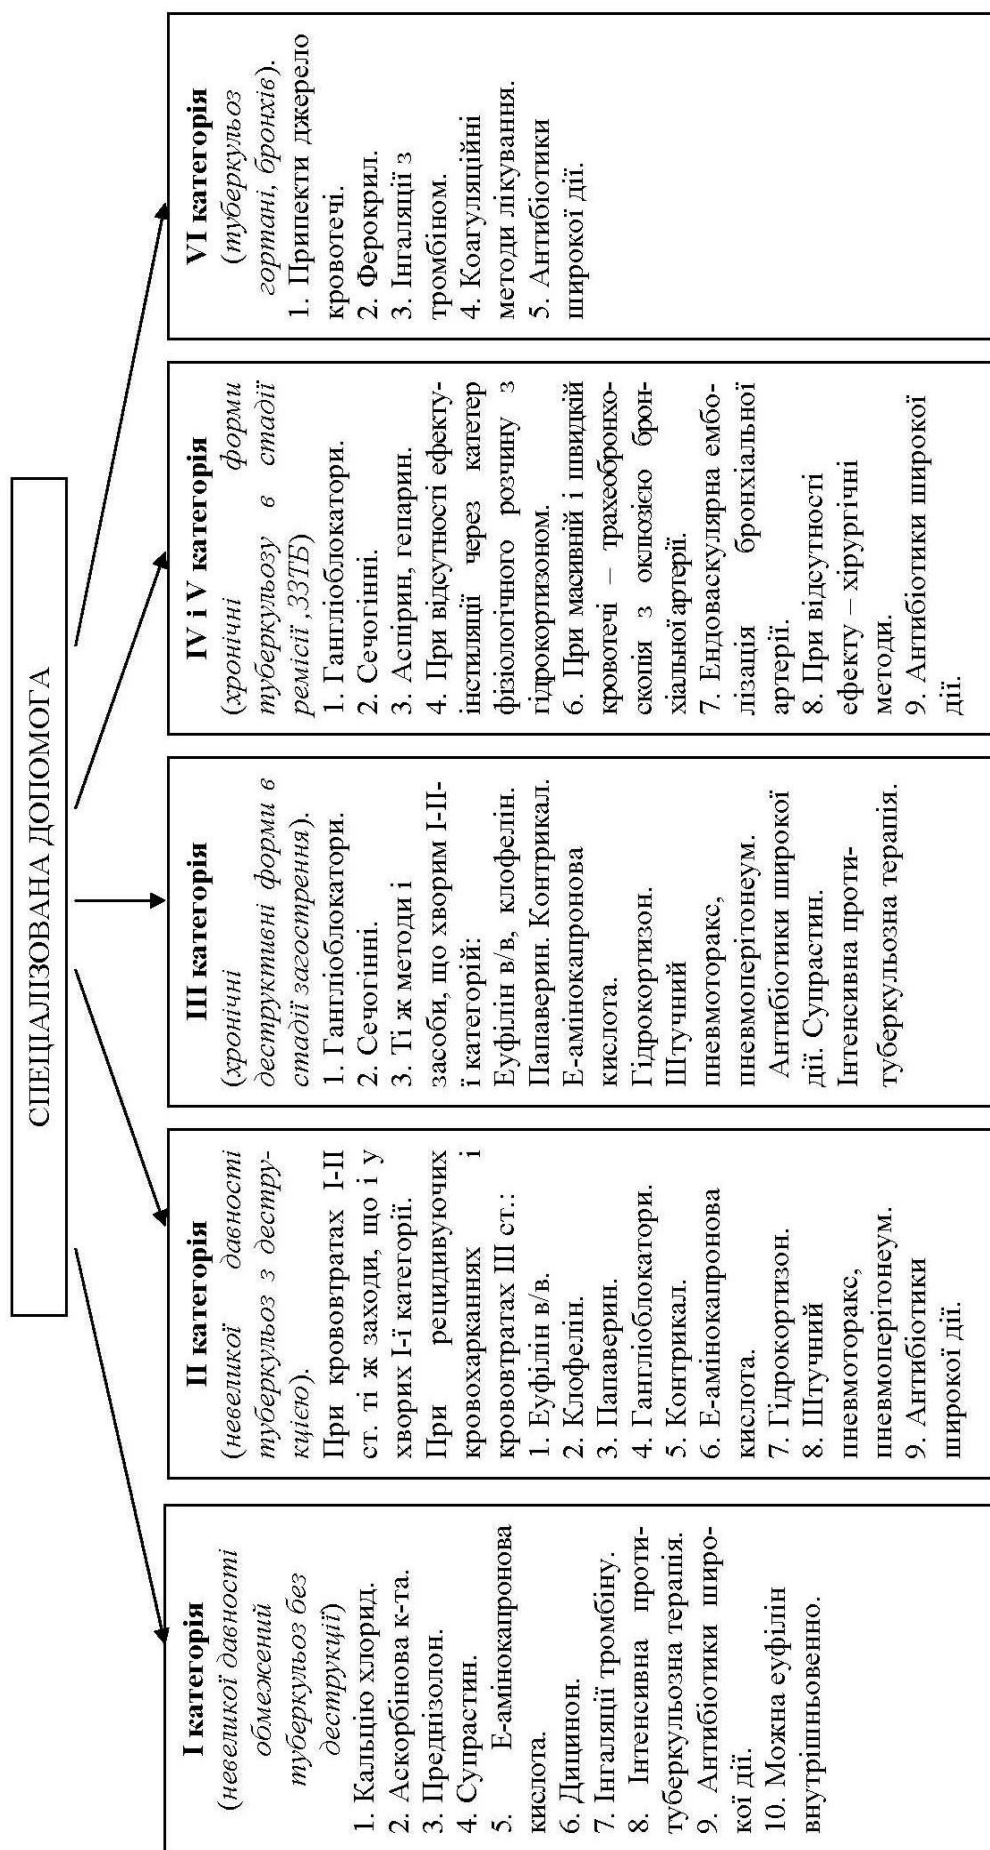 СПЕЦІАЛІЗОВАНА ДОПОМОГА
І категорія
(невеликої давності
обмежений
туберкульоз без
деструкції)
1. Кальцію хлорид.
2. Аскорбінова к-та.
3. Преднізолон.
4. Супрастин.
5. Е-амінокапронова
кислота.
6. Дицинон.
7. Інгаляції тромбіну.
8. Інтенсивна проти-
туберкульозна терапія.
9. Антибіотики широ-
кої дії.
10. Можна еуфілін
внутрішньовенно.
ІІ категорія
(невеликої давності
туберкульоз з дестру-
кцією).
При крововтратах І-ІІ
ст. ті ж заходи, що і у
хворих І-ї категорії.
При рецидивуючих
кровохарканнях і
крововтратах ІІІ ст.:
1. Еуфілін в/в.
2. Клофелін.
3. Папаверин.
4. Гангліоблокатори.
5. Контрикал.
6. Е-амінокапронова
кислота.
7. Гідрокортизон.
8. Штучний
пневмоторакс,
пневмоперітонеум.
9. Антибіотики
широкої дії.
ІІІ категорія
(хронічні
деструктивні форми в
стадії загострення).
1. Гангліоблокатори.
2. Сечогінні.
3. Ті ж методи і
засоби, що хворим І-ІІ-
ї категорій:
Еуфілін в/в, клофелін.
Папаверин. Контрикал.
Е-амінокапронова
кислота.
Гідрокортизон.
Штучний
пневмоторакс,
пневмоперітонеум.
Антибіотики широкої
дії. Супрастин.
Інтенсивна проти-
туберкульозна терапія.
IV і V категорія
(хронічні форми
туберкульозу в стадії
ремісії ,ЗЗТБ)
1. Гангліоблокатори.
2. Сечогінні.
3. Аспірин, гепарин.
4. При відсутності ефекту-
інстиляції через катетер
фізіологічного розчину з
гідрокортизоном.
6. При масивній і швидкій
кровотечі – трахеобронхо-
скопія з оклюзією брон-
хіальної артерії.
7. Ендоваскулярна ембо-
лізація бронхіальної
артерії.
8. При відсутності
ефекту – хірургічні
методи.
9. Антибіотики широкої
дії.
VI категорія
(туберкульоз
гортані, бронхів).
1. Припекти джерело
кровотечі.
2. Ферокрил.
3. Інгаляції з
тромбіном.
4. Коагуляційні
методи лікування.
5. Антибіотики
широкої дії.